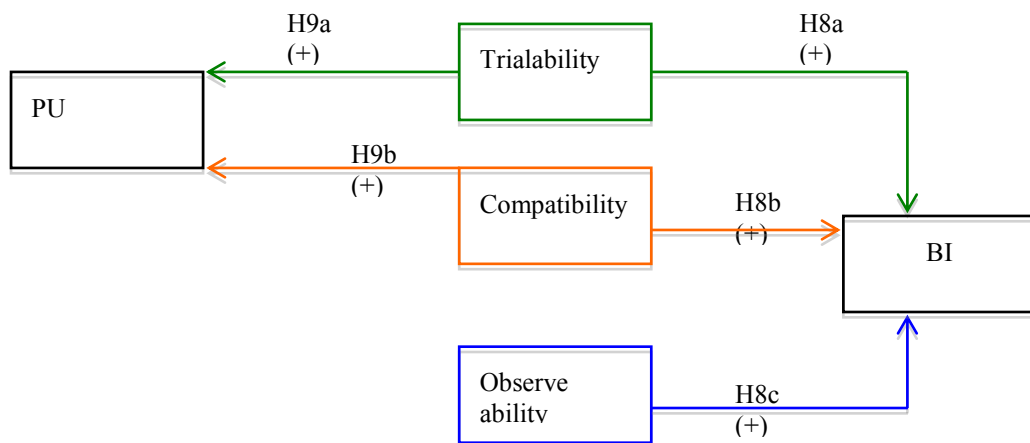 H9a
(+)
H8a
(+)
Trialability
PU
H9b
(+)
Compatibility
H8b
(+)
BI
Observe
ability
H8c
(+)